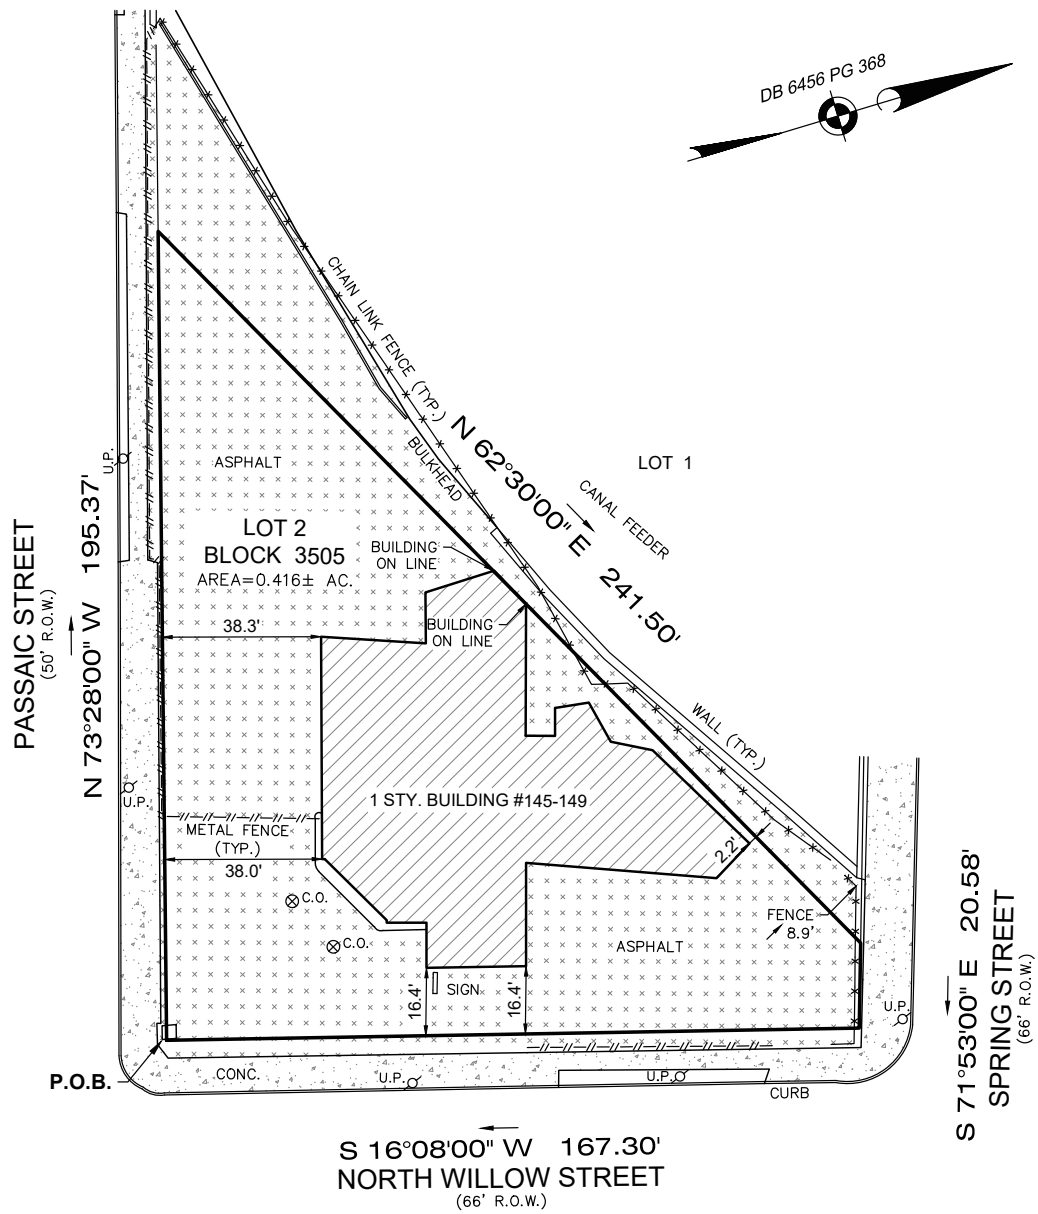 DB 6456 PG 368
CHAIN LINK FENCE (TYP.)
BULKHEAD
N 62°30'00" E 241.50'
CANAL FEEDER
LOT 1
U.P.
ASPHALT
LOT 2
BLOCK 3505
AREA=0.416± AC.
BUILDING
ON LINE
BUILDING
ON LINE
38.3'
PASSAIC STREET
(50' R.O.W.)
N 73°28'00" W 195.37'
WALL (TYP.)
U.P.
1 STY. BUILDING #145-149
METAL FENCE
(TYP.)
38.0'
2.2'
C.O.
C.O.
FENCE
8.9'
ASPHALT
16.4'
SIGN
16.4'
U.P.
S 71°53'00" E 20.58'
SPRING STREET
(66' R.O.W.)
P.O.B.
CONC.
U.P.
U.P.
CURB
S 16°08'00" W 167.30'
NORTH WILLOW STREET
(66' R.O.W.)